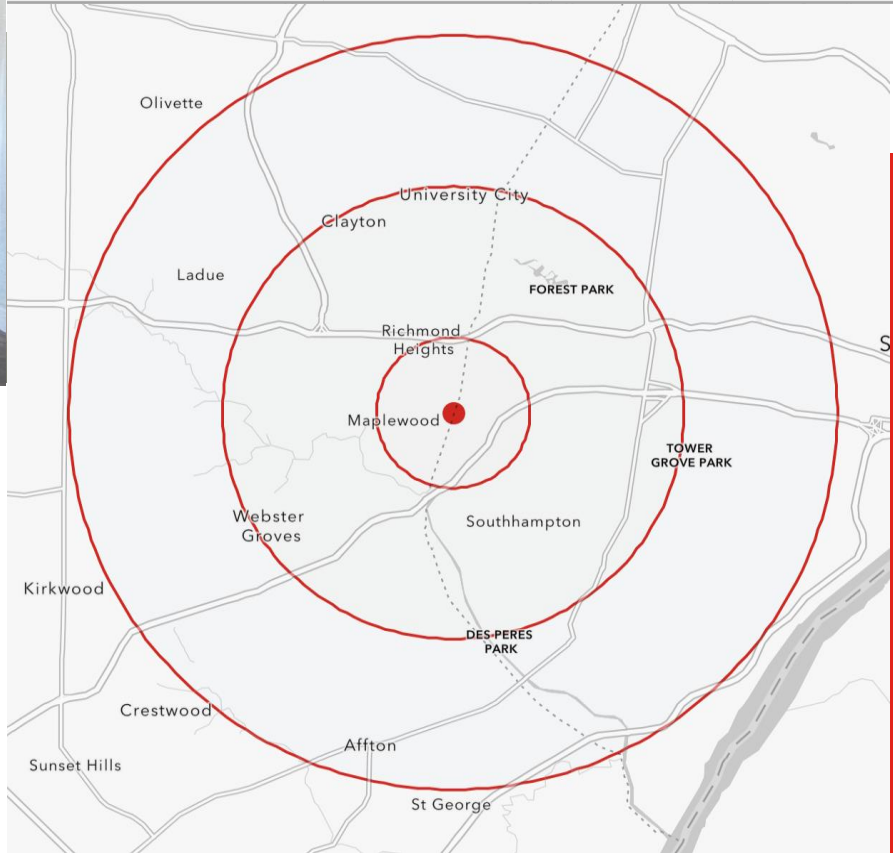 Olivette
University City
Clayton
Ladue
FOREST PARK
Richmond
Heights
S
Maplewood
TOWER
GROVE PARK
Webster
Groves
Southhampton
Kirkwood
DES PERES
PARK
Crestwood
Affton
Sunset Hills
St George